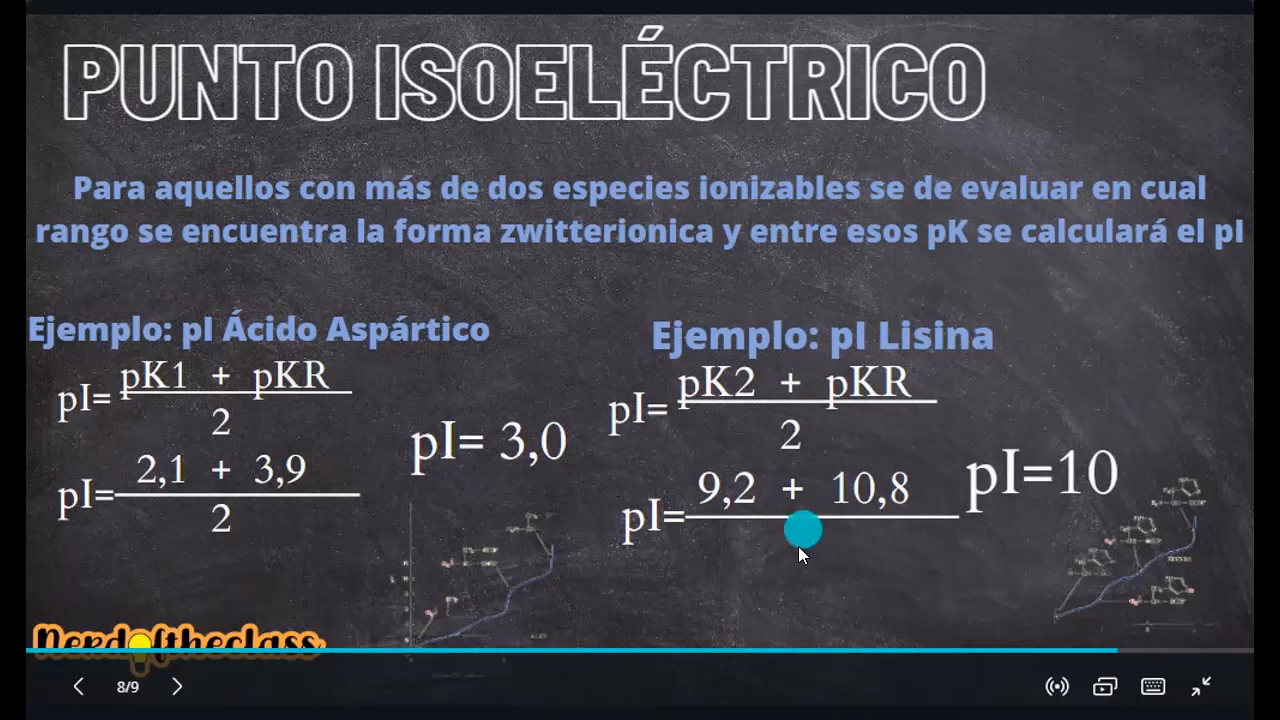 PUNTO ISOELÉCTRICO
Para aquellos con más de dos especies ionizables se de evaluar en cual
rango se encuentra la forma zwitterionica y entre esos pK se calculará el pI
Ejemplo: pI Ácido Aspártico
pI= pK1 + pKR
2
pI= 2,1 + 3,9
2
pI= 3,0
Ejemplo: pI Lisina
pI= pK2 + pKR
2
pI= 9,2 + 10,8
pI=10
Nerdoftheclass
8/9